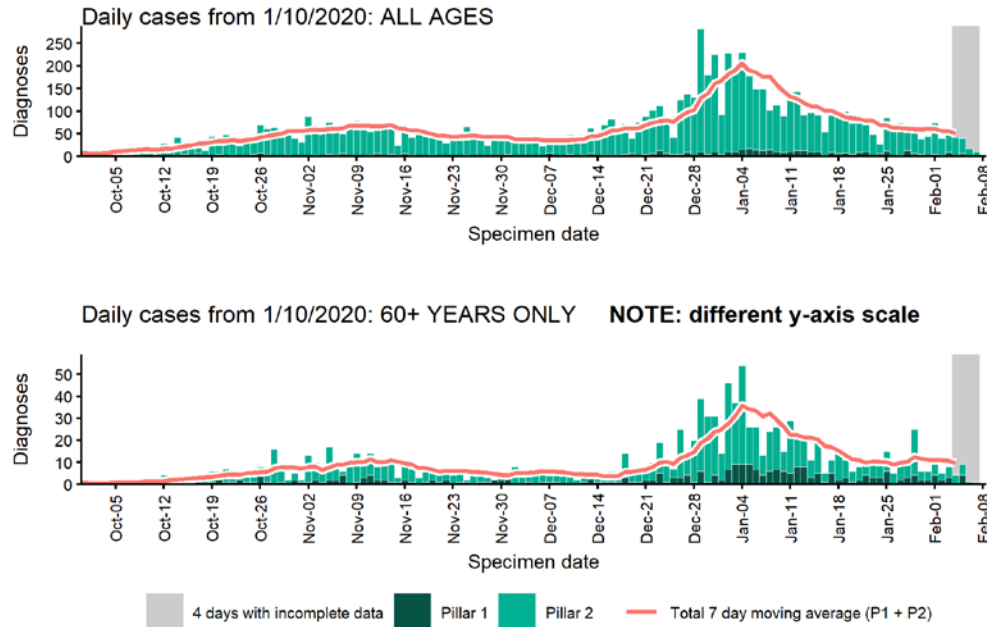 Daily cases from 1/10/2020: ALL AGES
Diagnoses
250
200
150
100
50
0
Oct-05
Oct-12
Oct-19
Oct-26
Nov-02
Nov-09
Nov-16
Nov-23
Nov-30
Dec-07
Dec-14
Dec-21
Dec-28
Jan-04
Jan-11
Jan-18
Jan-25
Feb-01
Feb-08
Specimen date
Daily cases from 1/10/2020: 60+ YEARS ONLY NOTE: different y-axis scale
Diagnoses
50
40
30
20
10
0
Oct-05
Oct-12
Oct-19
Oct-26
Nov-02
Nov-09
Nov-16
Nov-23
Nov-30
Dec-07
Dec-14
Dec-21
Dec-28
Jan-04
Jan-11
Jan-18
Jan-25
Feb-01
Feb-08
Specimen date
4 days with incomplete data Pillar 1 Pillar 2 Total 7 day moving average (P1 + P2)